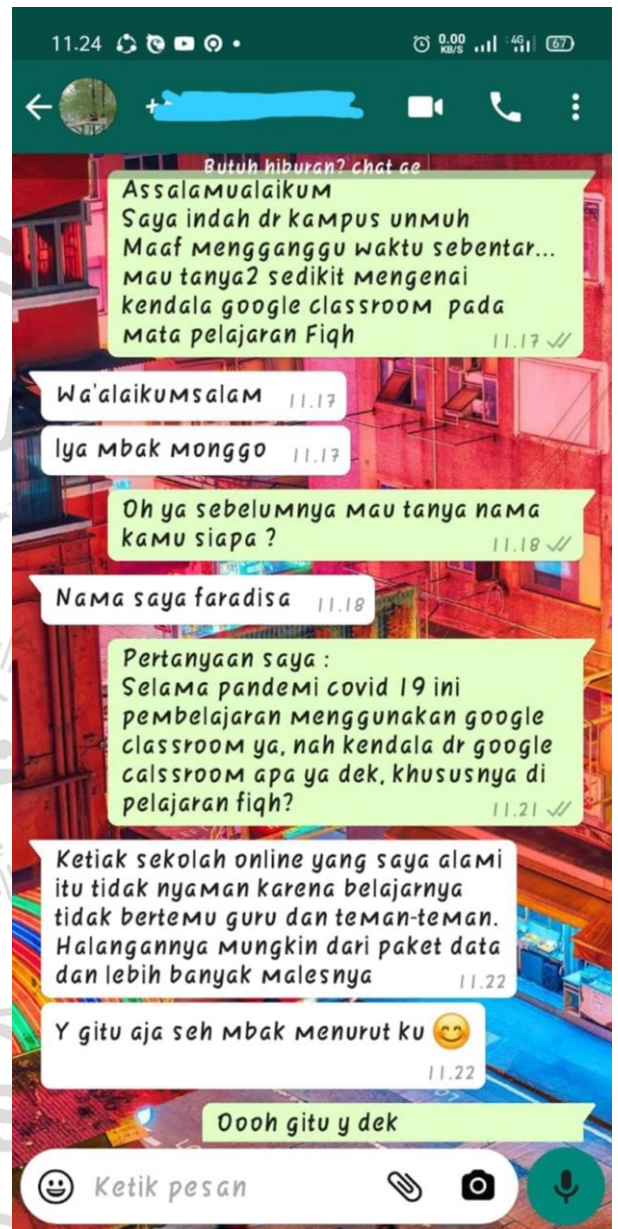 11.24
0.00 KB/S 4G 67
+
Butuh hiburan? chat ae
Assalamualaikum
Saya indah dr kampus unmuh
Maaf mengganggu waktu sebentar...
mau tanya2 sedikit mengenai
kendala google classroom pada
mata pelajaran Fiqh
11.17
Wa'alaikumsalam 11.17
Iya mbak monggo 11.17
Oh ya sebelumnya mau tanya nama
kamu siapa ?
11.18
Nama saya faradisa 11.18
Pertanyaan saya :
Selama pandemi covid 19 ini
pembelajaran menggunakan google
classroom ya, nah kendala dr google
calssroom apa ya dek, khususnya di
pelajaran fiqh?
11.21
Ketiak sekolah online yang saya alami
itu tidak nyaman karena belajarnya
tidak bertemu guru dan teman-teman.
Halangannya mungkin dari paket data
dan lebih banyak malesnya
11.22
Y gitu aja seh mbak menurut ku 😊
11.22
Oooh gitu y dek
Ketik pesan